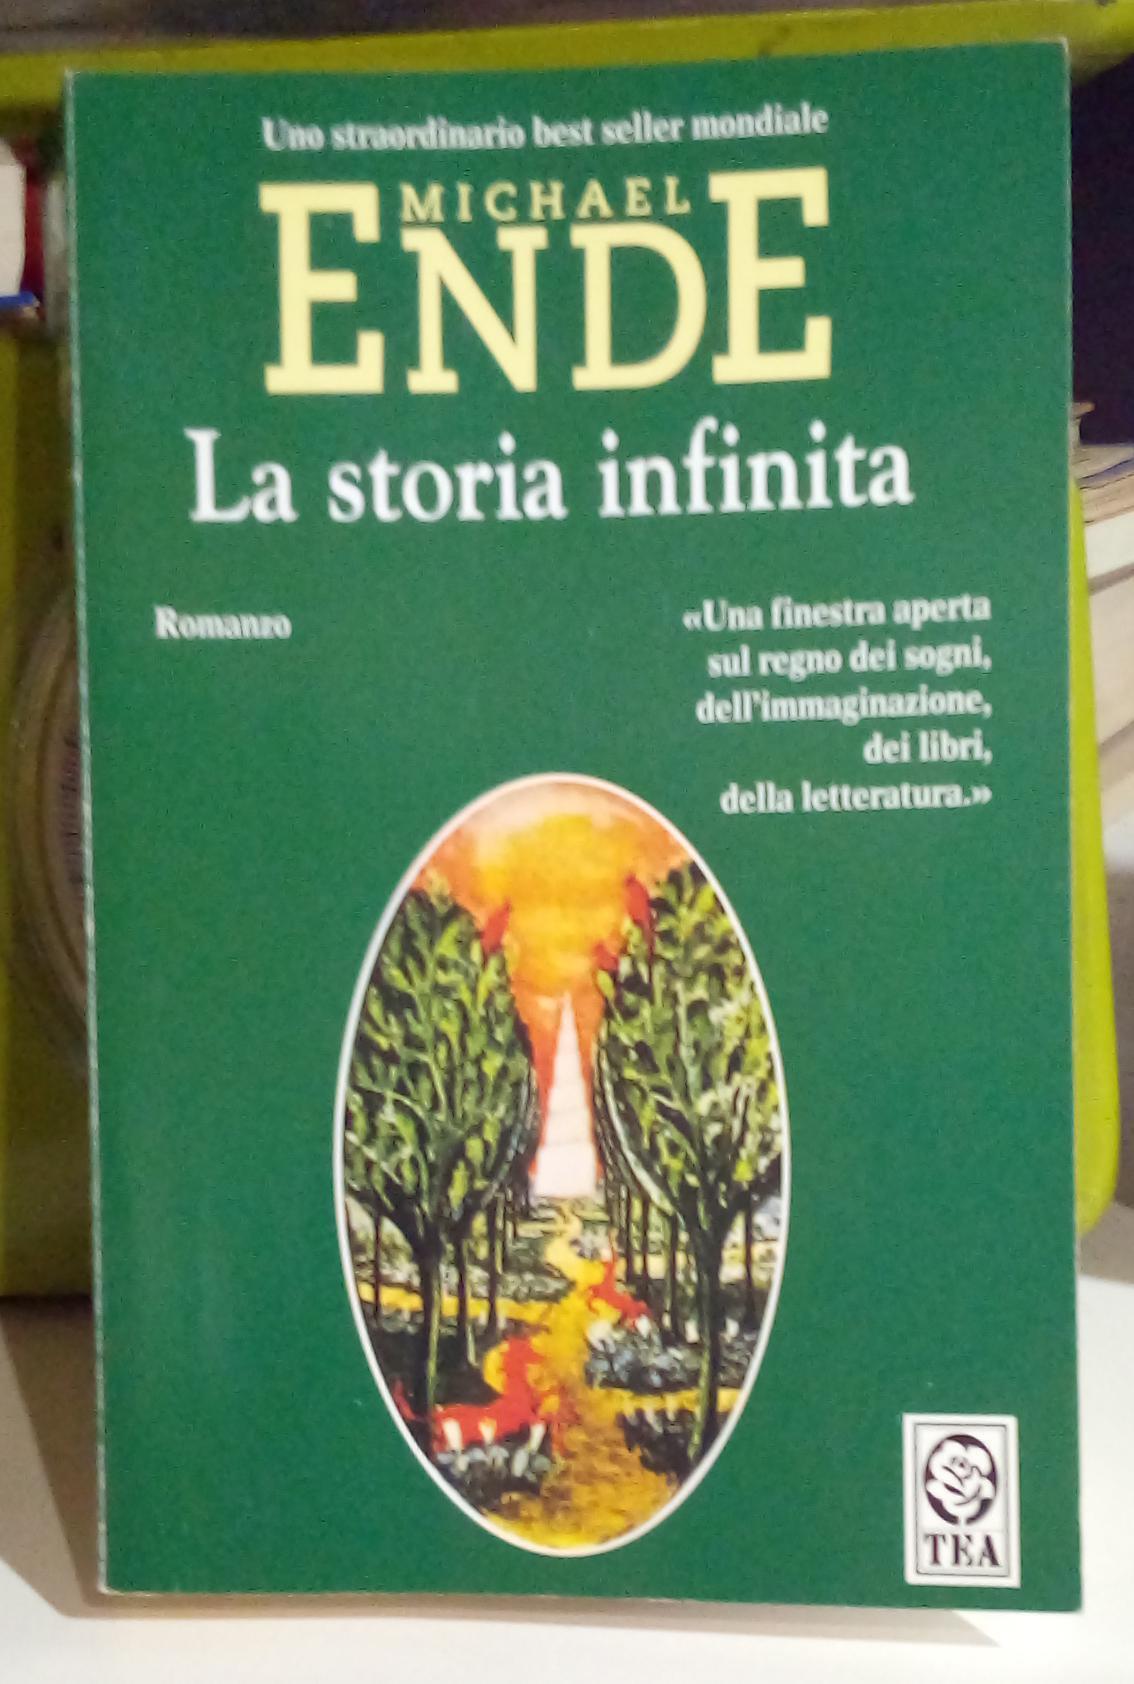 Uno straordinario best seller mondiale
MICHAEL
ENDE
La storia infinita
Romanzo
«Una finestra aperta
sul regno dei sogni,
dell'immaginazione,
dei libri,
della letteratura.»
TEA